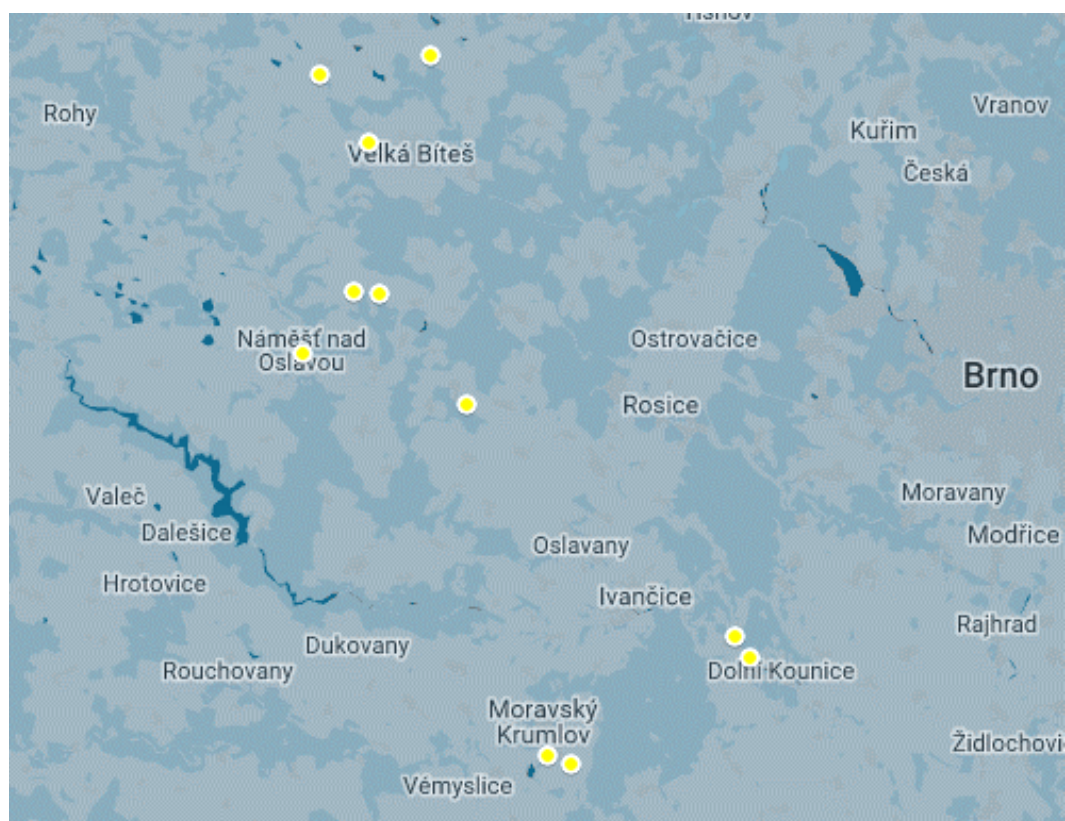 Rohy
Vranov
Kuřim
Velká Bíteš
Česká
Náměšť nad
Oslavou
Ostrovačice
Brno
Rosice
Valeč
Moravany
Dalešice
Modřice
Oslavany
Hrotovice
Ivančice
Rajhrad
Dukovany
Rouchovany
Dolní Kounice
Moravský
Krumlov
Židlochovi
Vémyslice